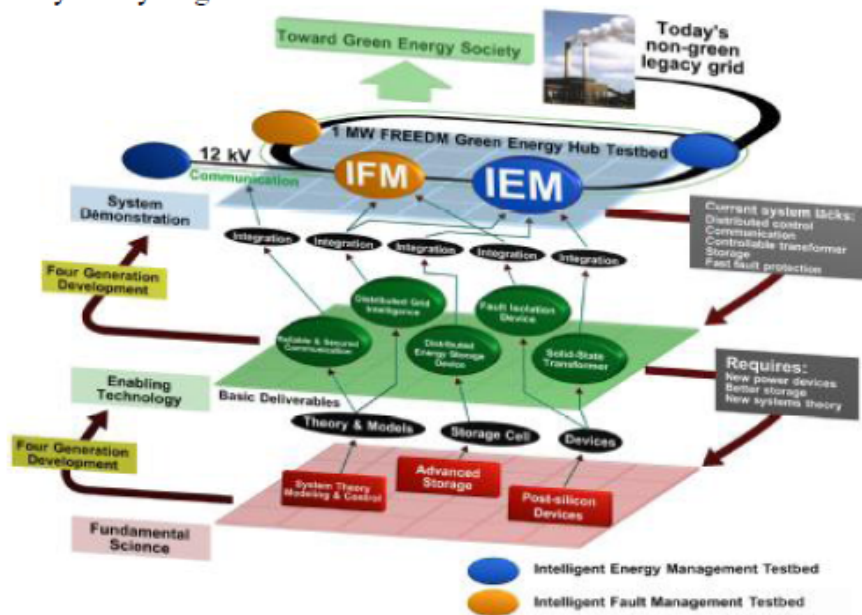 Toward Green Energy Society
Today's
non-green
legacy grid
1 MW FREEDM Green Energy Hub Testbed
12 kV
Communication
IFM
IEM
System
Demonstration
Current system lacks:
Distributed control
Communication
Controllable transformer
Storage
Fast fault protection
Integration
Integration
Integration
Integration
Integration
Four Generation
Development
Distributed Grid
Intelligence
Fault Isolation
Device
Reliable & Secured
Communication
Distributed
Energy Storage
Device
Solid-State
Transformer
Enabling
Technology
Basic Deliverables
Requires:
New power devices
Better storage
New systems theory
Theory & Models
Storage Cell
Devices
Four Generation
Development
System Theory
Modeling & Control
Advanced
Storage
Post-silicon
Devices
Fundamental
Science
Intelligent Energy Management Testbed
Intelligent Fault Management Testbed